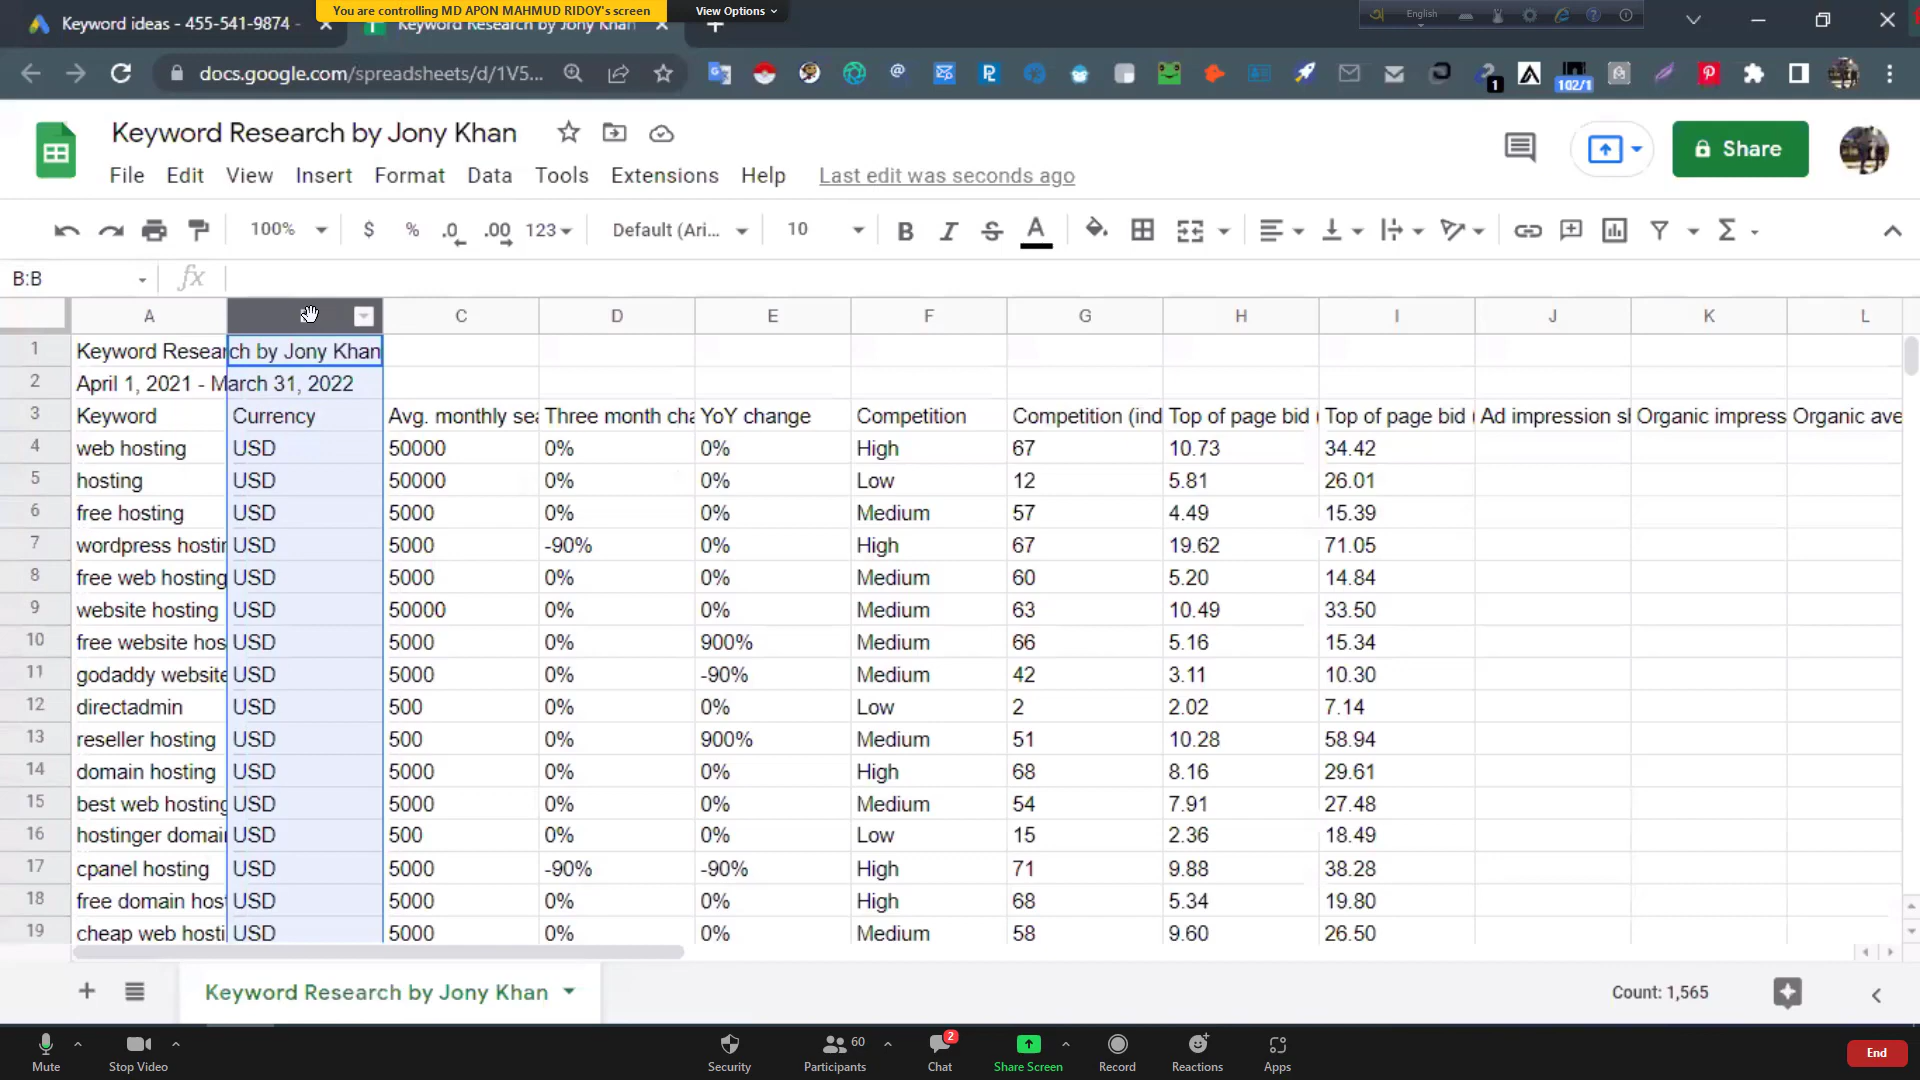 Keyword ideas - 455-541-9874 -
Keyword Research by Jony Khan
You are controlling MD APON MAHMUD RIDOY's screen
View Options
English
docs.google.com/spreadsheets/d/1V5...
1
102/1
Keyword Research by Jony Khan
Share
File Edit View Insert Format Data Tools Extensions Help Last edit was seconds ago
100% $ % .0 .00 123 Default (Ari... 10 B I S A
B:B fx
A C D E F G H I J K L
1 Keyword Research by Jony Khan
2 April 1, 2021 - March 31, 2022
3 Keyword Currency Avg. monthly sea Three month cha YoY change Competition Competition (ind Top of page bid ( Top of page bid ( Ad impression sh Organic impress Organic ave
4 web hosting USD 50000 0% 0% High 67 10.73 34.42
5 hosting USD 50000 0% 0% Low 12 5.81 26.01
6 free hosting USD 5000 0% 0% Medium 57 4.49 15.39
7 wordpress hostin USD 5000 -90% 0% High 67 19.62 71.05
8 free web hosting USD 5000 0% 0% Medium 60 5.20 14.84
9 website hosting USD 50000 0% 0% Medium 63 10.49 33.50
10 free website hos USD 5000 0% 900% Medium 66 5.16 15.34
11 godaddy website USD 5000 0% -90% Medium 42 3.11 10.30
12 directadmin USD 500 0% 0% Low 2 2.02 7.14
13 reseller hosting USD 500 0% 900% Medium 51 10.28 58.94
14 domain hosting USD 5000 0% 0% High 68 8.16 29.61
15 best web hosting USD 5000 0% 0% Medium 54 7.91 27.48
16 hostinger domai USD 500 0% 0% Low 15 2.36 18.49
17 cpanel hosting USD 5000 -90% -90% High 71 9.88 38.28
18 free domain hos USD 5000 0% 0% High 68 5.34 19.80
19 cheap web hosti USD 5000 0% 0% Medium 58 9.60 26.50
Keyword Research by Jony Khan
Count: 1,565
Mute
Stop Video
Security
Participants 60
Chat 2
Share Screen
Record
Reactions
Apps
End